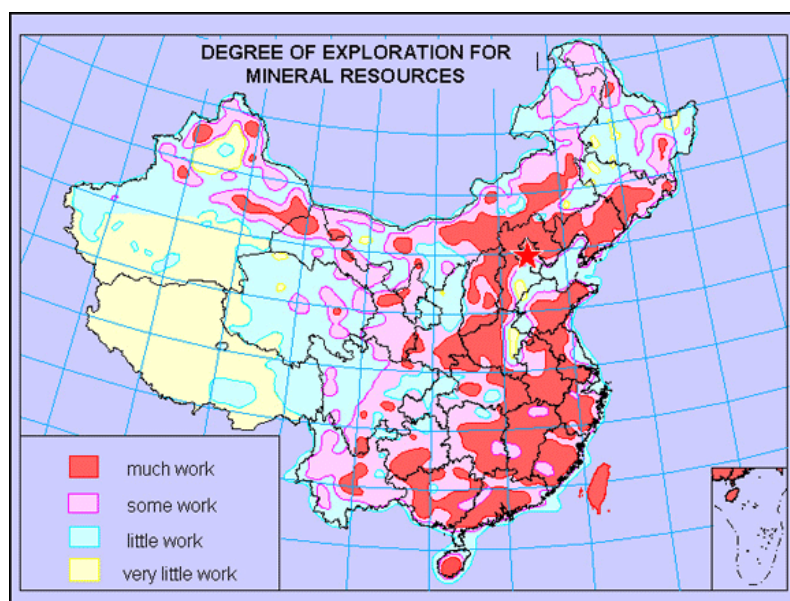 DEGREE OF EXPLORATION FOR
MINERAL RESOURCES
much work
some work
little work
very little work